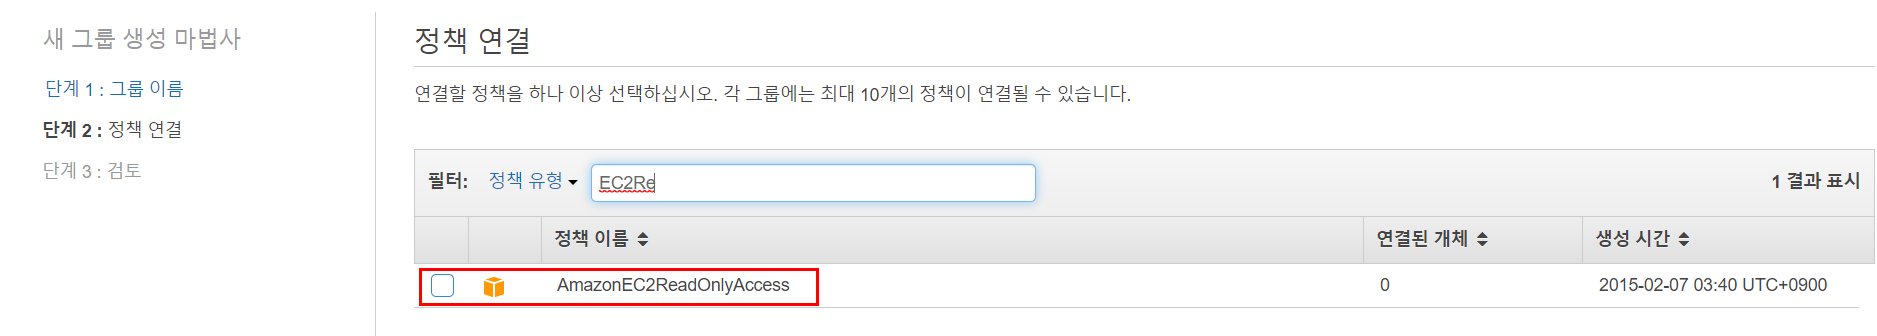 새 그룹 생성 마법사
단계 1 : 그룹 이름
단계 2 : 정책 연결
단계 3 : 검토
정책 연결
연결할 정책을 하나 이상 선택하십시오. 각 그룹에는 최대 10개의 정책이 연결될 수 있습니다.
필터: 정책 유형 EC2Re 1 결과 표시
정책 이름 연결된 개체 생성 시간
AmazonEC2ReadOnlyAccess 0 2015-02-07 03:40 UTC+0900